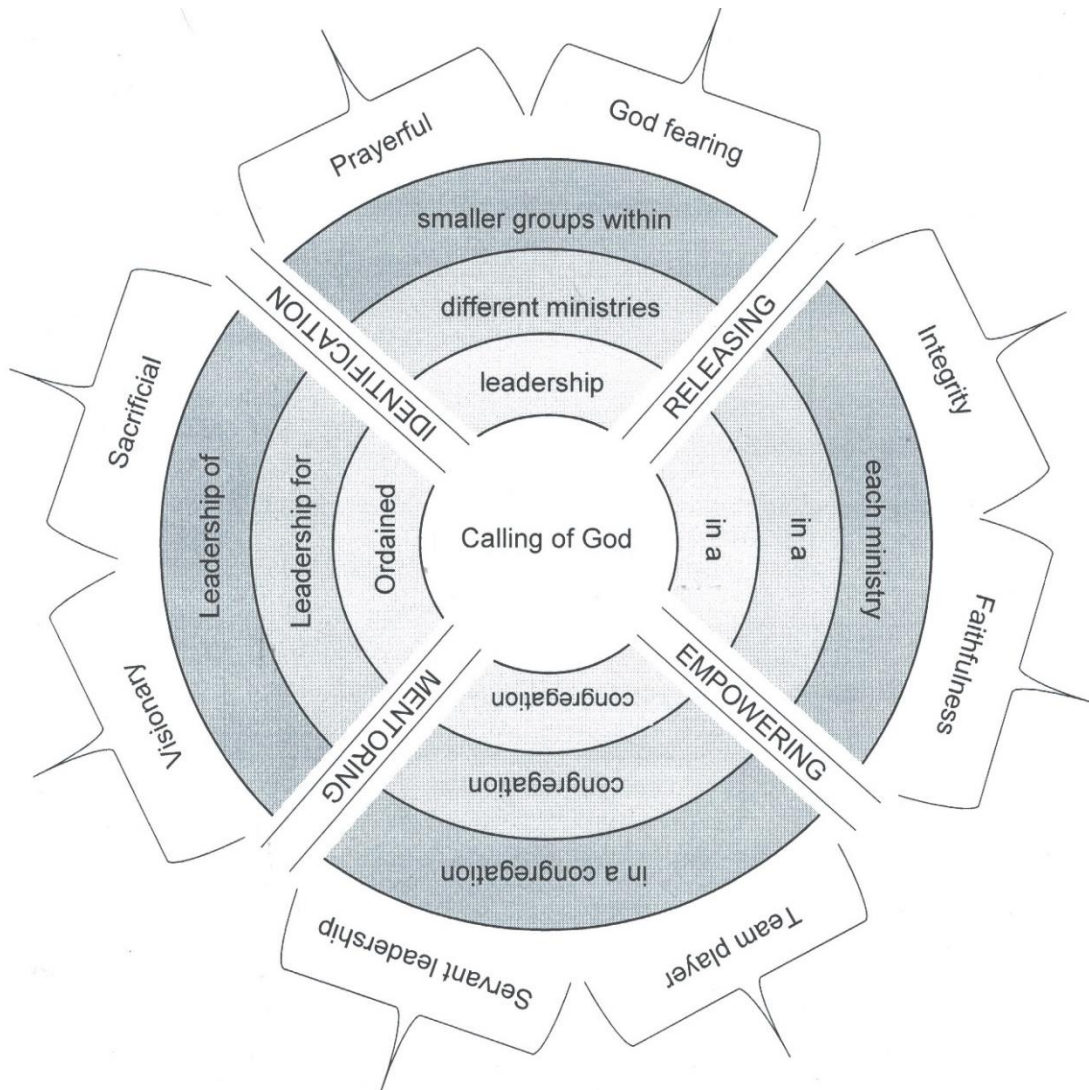 Prayerful
God fearing
Integrity
Faithfulness
Team player
Servant leadership
Visionary
Sacrificial
IDENTIFICATION
RELEASING
EMPOWERING
MENTORING
Leadership of
smaller groups within
each ministry
in a congregation
Leadership for
different ministries
in a
congregation
Ordained
leadership
in a
congregation
Calling of God